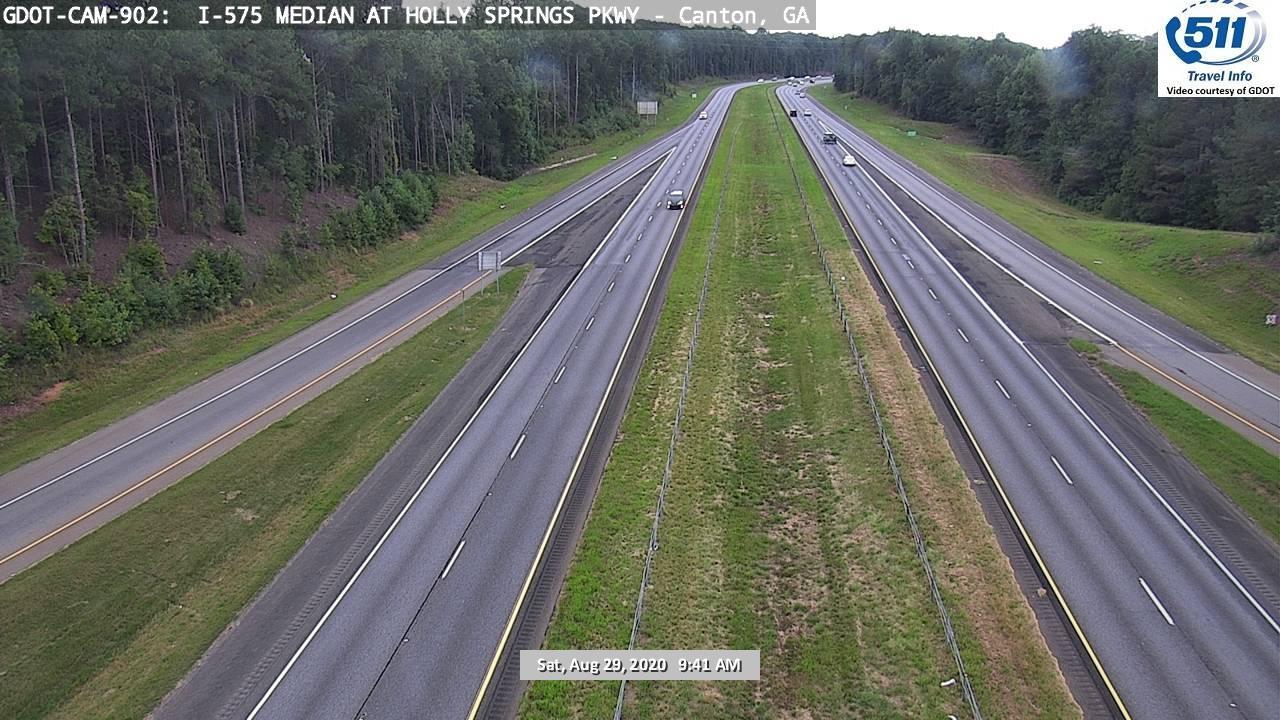 GDOT-CAM-902: I-575 MEDIAN AT HOLLY SPRINGS PKWY - Canton, GA
511
®
Travel Info
Video courtesy of GDOT
Sat, Aug 29, 2020 9:41 AM